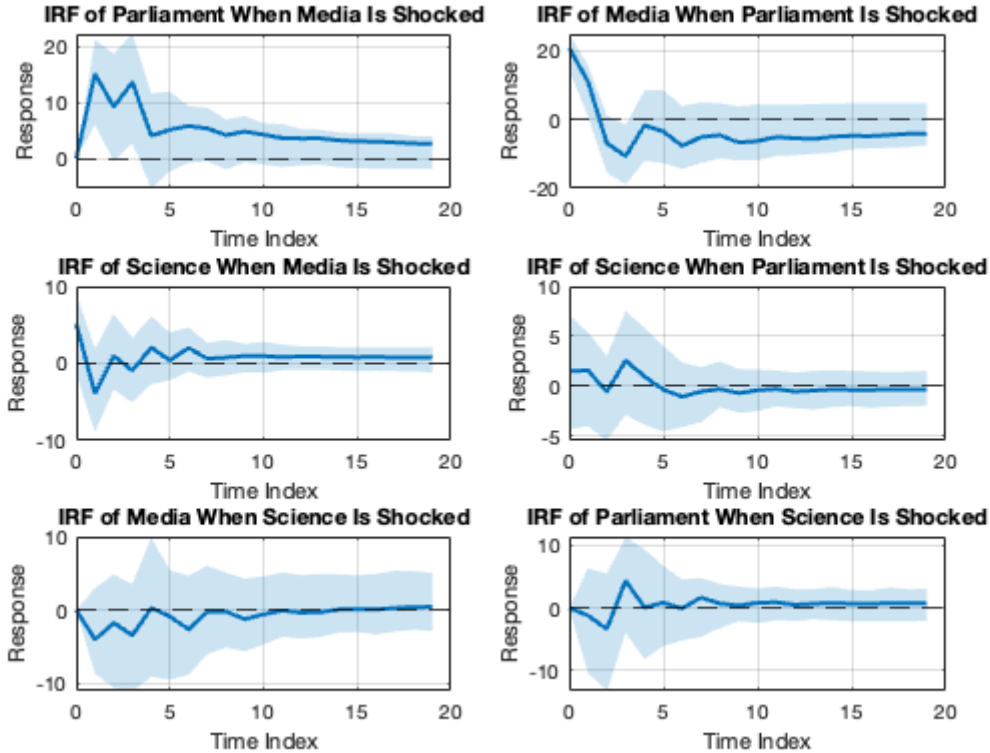 IRF of Parliament When Media Is Shocked
20
10
0
Response
0 5 10 15 20
Time Index
IRF of Media When Parliament Is Shocked
20
0
-20
Response
0 5 10 15 20
Time Index
IRF of Science When Media Is Shocked
10
0
-10
Response
0 5 10 15 20
Time Index
IRF of Science When Parliament Is Shocked
10
5
0
-5
Response
0 5 10 15 20
Time Index
IRF of Media When Science Is Shocked
10
0
-10
Response
0 5 10 15 20
Time Index
IRF of Parliament When Science Is Shocked
10
0
-10
Response
0 5 10 15 20
Time Index